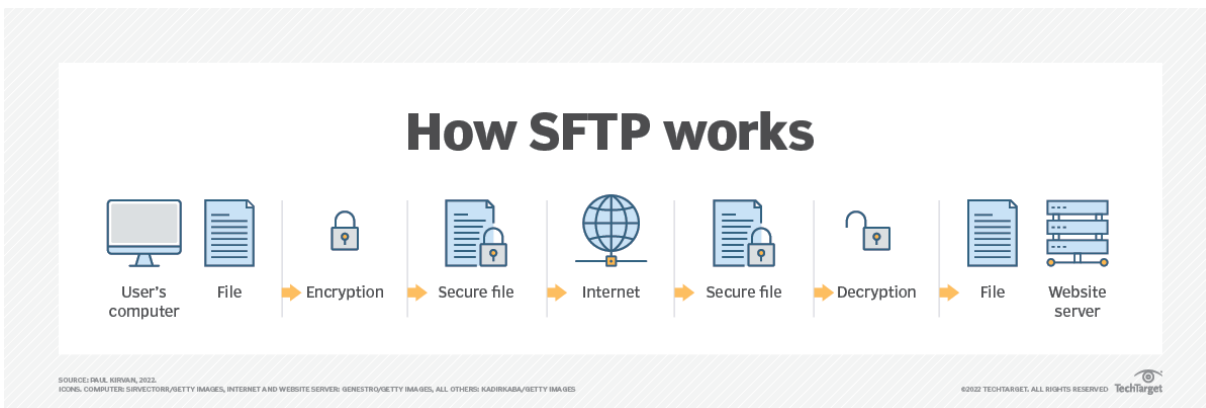 How SFTP works
User's
computer
File
Encryption
Secure file
Internet
Secure file
Decryption
File
Website
server
SOURCE: PAUL KIRVAN, 2022.
ICONS. COMPUTER: SIRVECTORR/GETTY IMAGES, INTERNET AND WEBSITE SERVER: GENESTRO/GETTY IMAGES, ALL OTHERS: KADIRKABA/GETTY IMAGES
©2022 TECHTARGET. ALL RIGHTS RESERVED
TechTarget